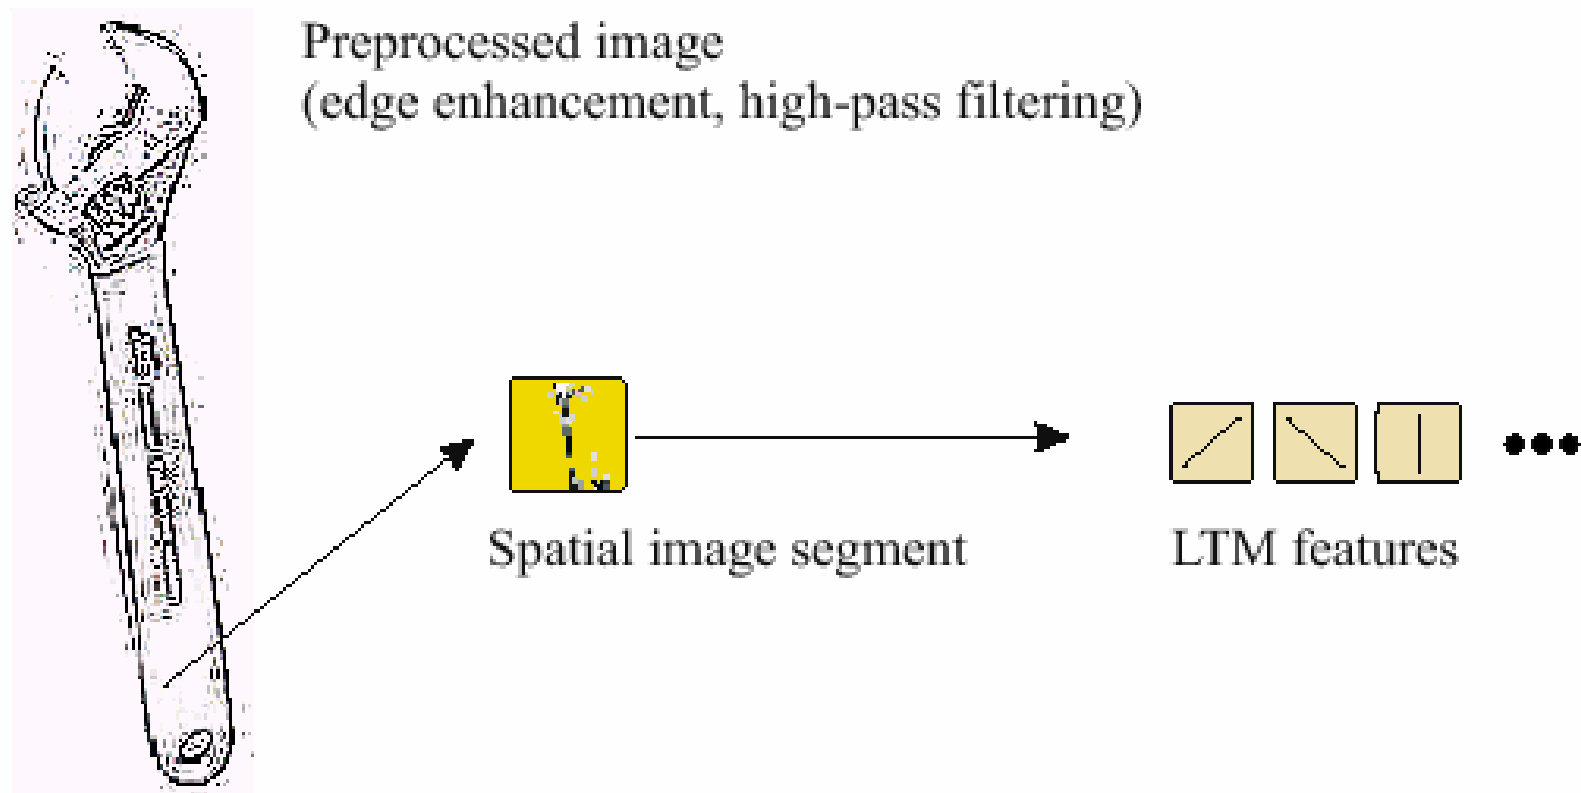 Preprocessed image
(edge enhancement, high-pass filtering)
Spatial image segment
LTM features